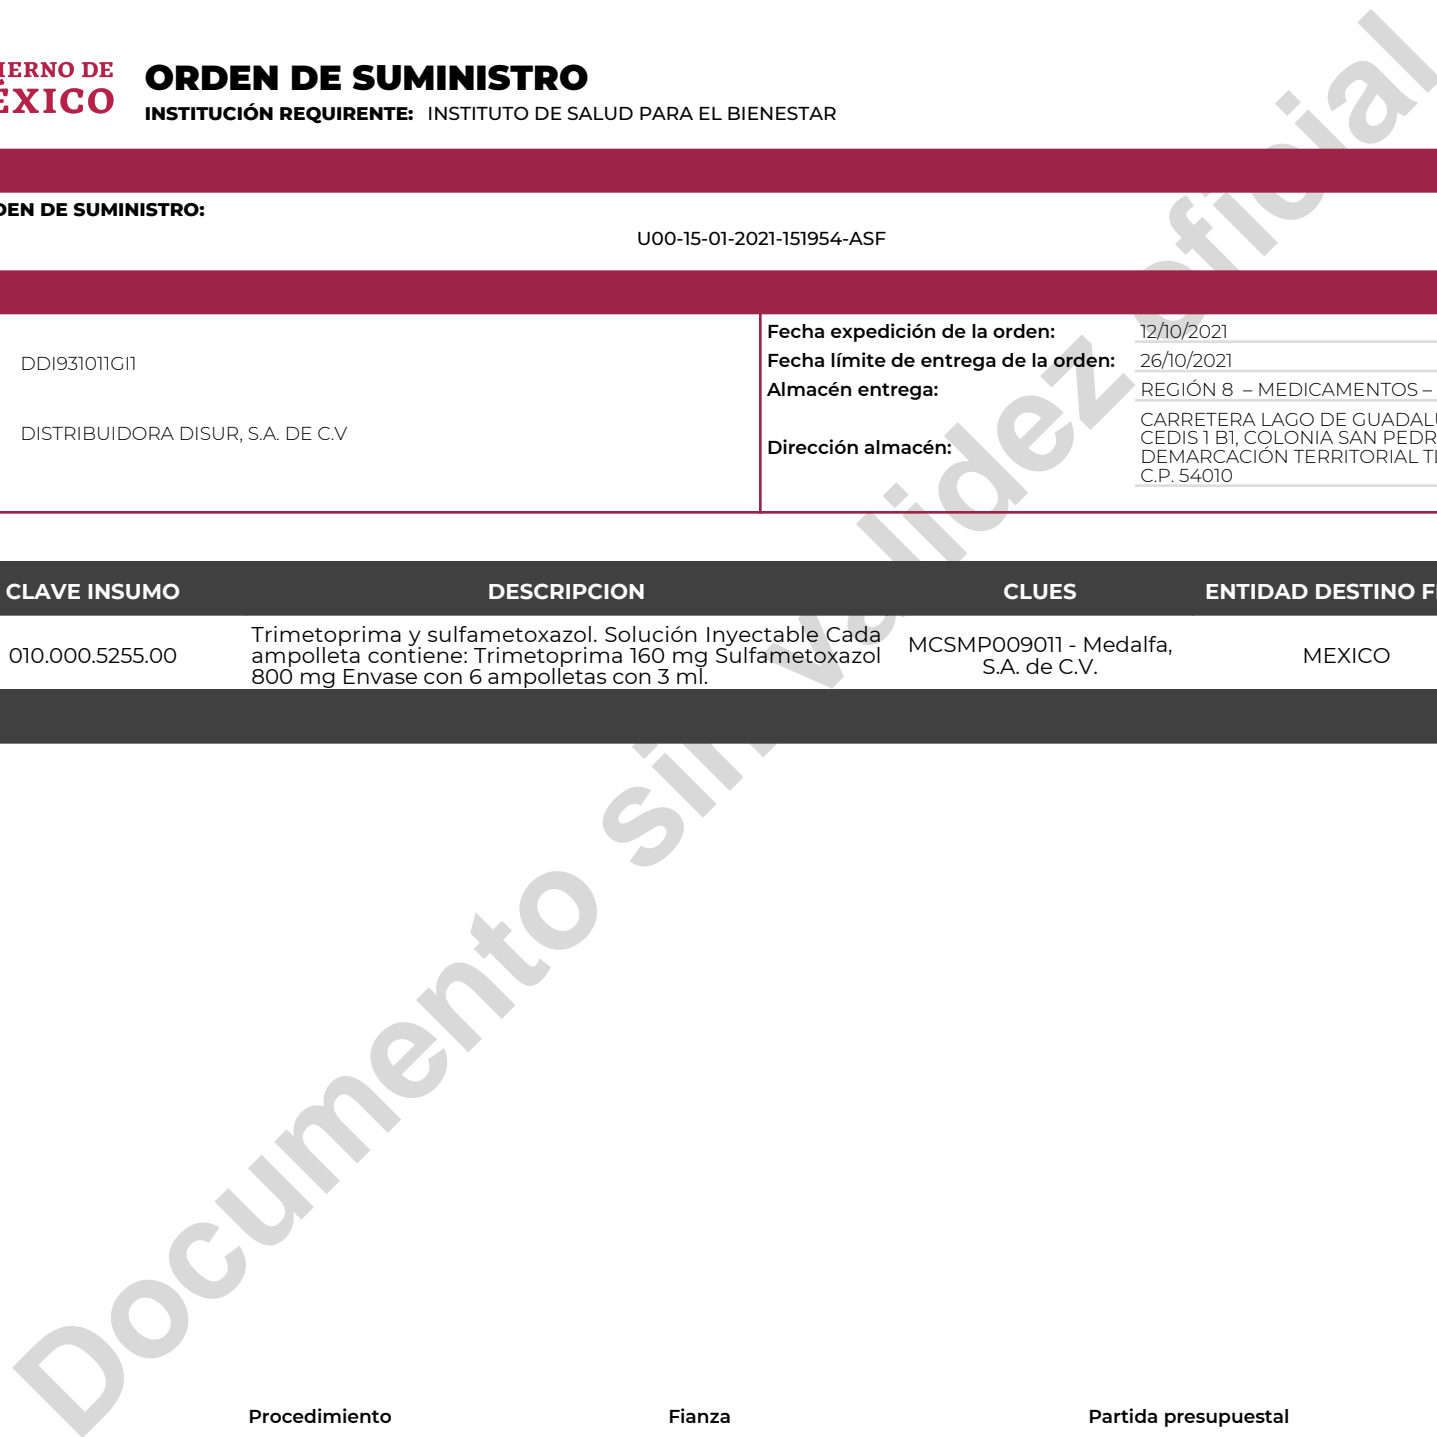 IERNO DE
ÉXICO
ORDEN DE SUMINISTRO
INSTITUCIÓN REQUIRENTE: INSTITUTO DE SALUD PARA EL BIENESTAR
DEN DE SUMINISTRO:
U00-15-01-2021-151954-ASF
DDI931011GI1
DISTRIBUIDORA DISUR, S.A. DE C.V
Fecha expedición de la orden: 12/10/2021
Fecha límite de entrega de la orden: 26/10/2021
Almacén entrega: REGIÓN 8 – MEDICAMENTOS –
Dirección almacén:
CARRETERA LAGO DE GUADALU
CEDIS 1 B1, COLONIA SAN PEDR
DEMARCACIÓN TERRITORIAL TL
C.P. 54010
CLAVE INSUMO DESCRIPCION CLUES ENTIDAD DESTINO F
010.000.5255.00
Trimetoprima y sulfametoxazol. Solución Inyectable Cada
ampolleta contiene: Trimetoprima 160 mg Sulfametoxazol
800 mg Envase con 6 ampolletas con 3 ml.
MCSMP009011 - Medalfa,
S.A. de C.V.
MEXICO
Documento sin validez oficial
Procedimiento Fianza Partida presupuestal